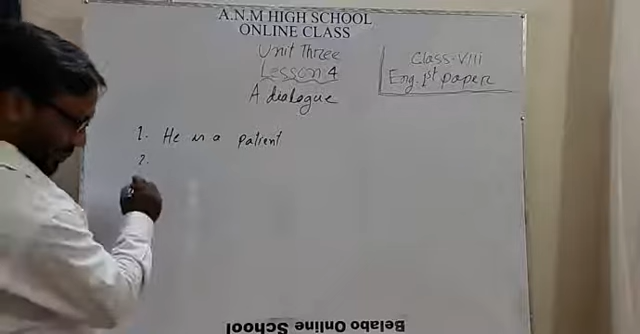 A.N.M HIGH SCHOOL
ONLINE CLASS
Unit Three
Lesson 4
A dialogue
Class-VIII
Eng. 1st paper
1. He is a patient
2.
Belabo Online School